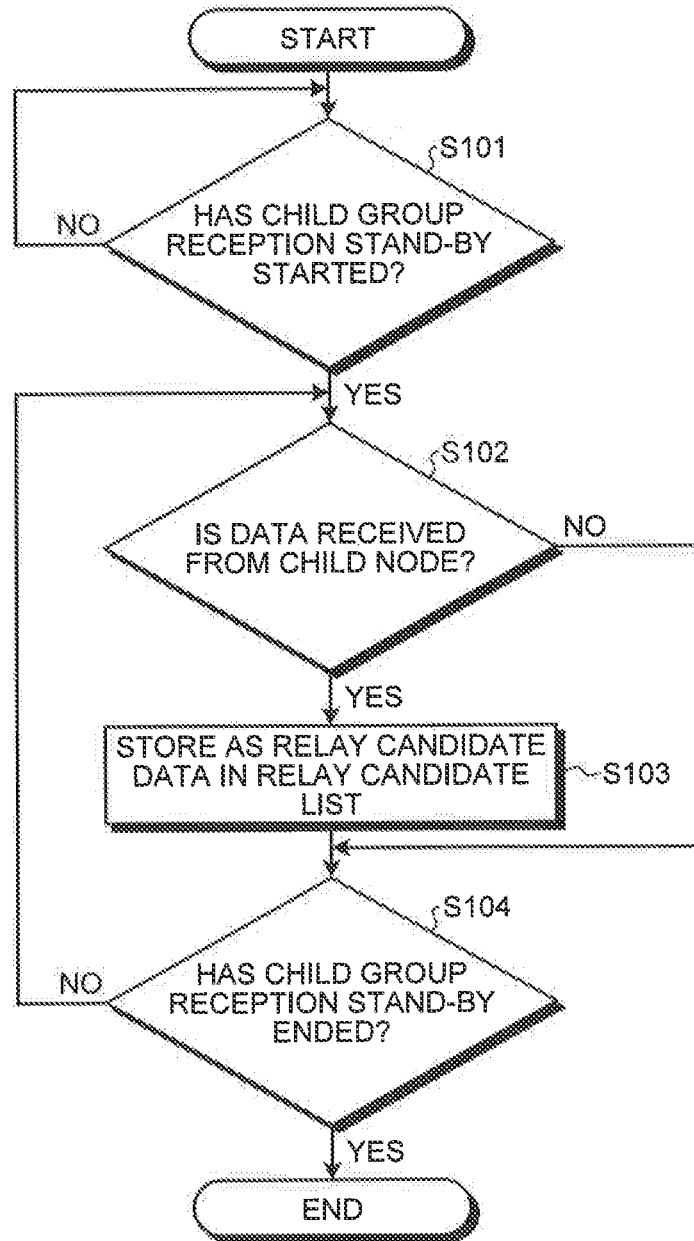 START
S101
HAS CHILD GROUP
RECEPTION STAND-BY
STARTED?
NO
YES
S102
IS DATA RECEIVED
FROM CHILD NODE?
NO
YES
STORE AS RELAY CANDIDATE
DATA IN RELAY CANDIDATE
LIST
S103
S104
HAS CHILD GROUP
RECEPTION STAND-BY
ENDED?
NO
YES
END